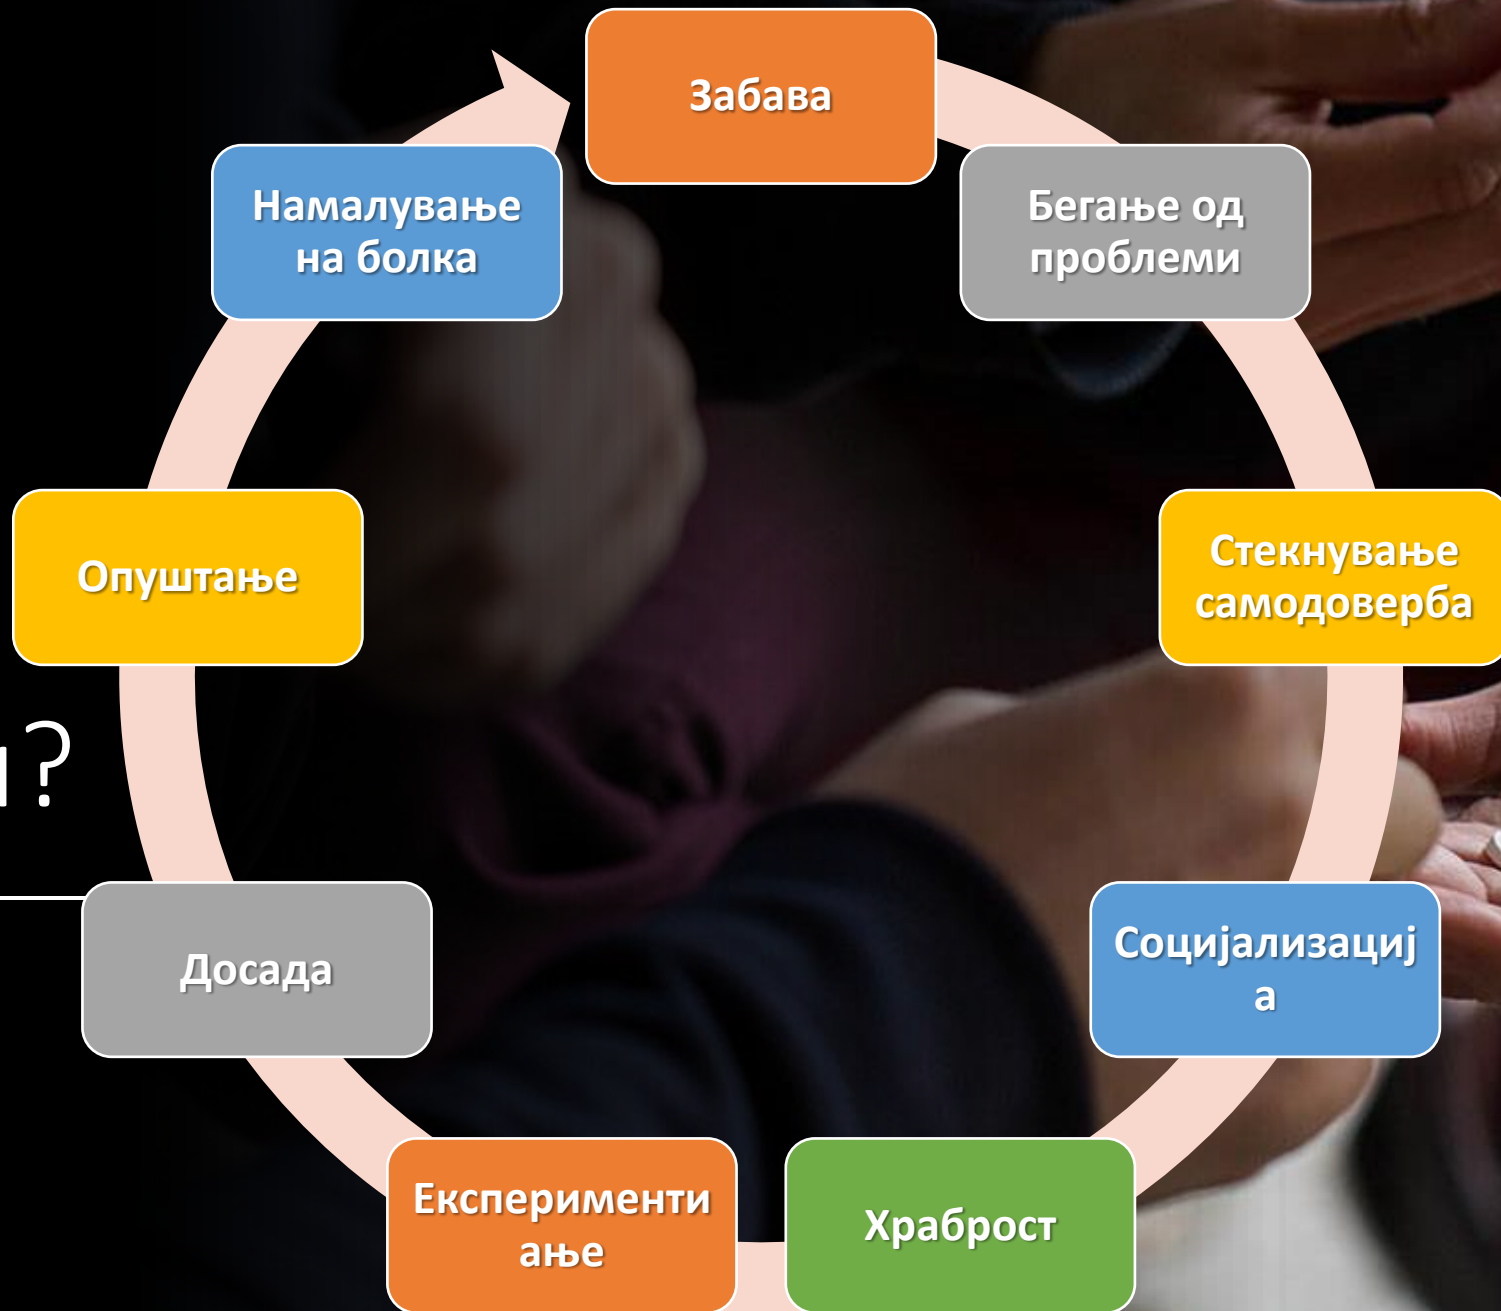 Забава
Бегање од
проблеми
Стекнување
самодоверба
Социјализациј
а
Храброст
Експерименти
ање
Досада
Опуштање
Намалување
на болка
?